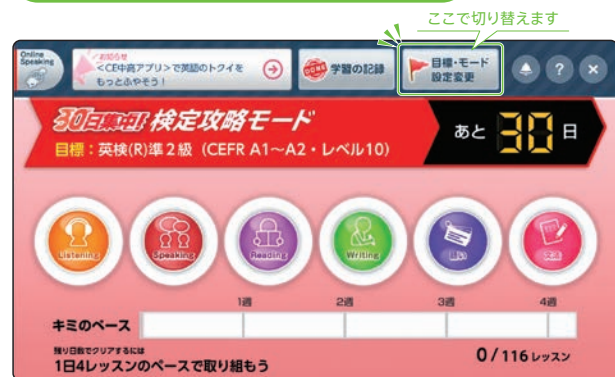 ここで切り替えます
Online
Speaking
お知らせ
<CE中高アプリ>で英語のトクイを
もっとふやそう！
DONE
学習の記録
目標・モード
設定変更
?
×
30日集中! 検定攻略モード
目標：英検(R)準2級（CEFR A1～A2・レベル10）
あと 30 日
Listening
Speaking
Reading
Writing
語い
文法
1週 2週 3週 4週
キミのペース
残り日数でクリアするには
1日4レッスンのペースで取り組もう
0/116レッスン